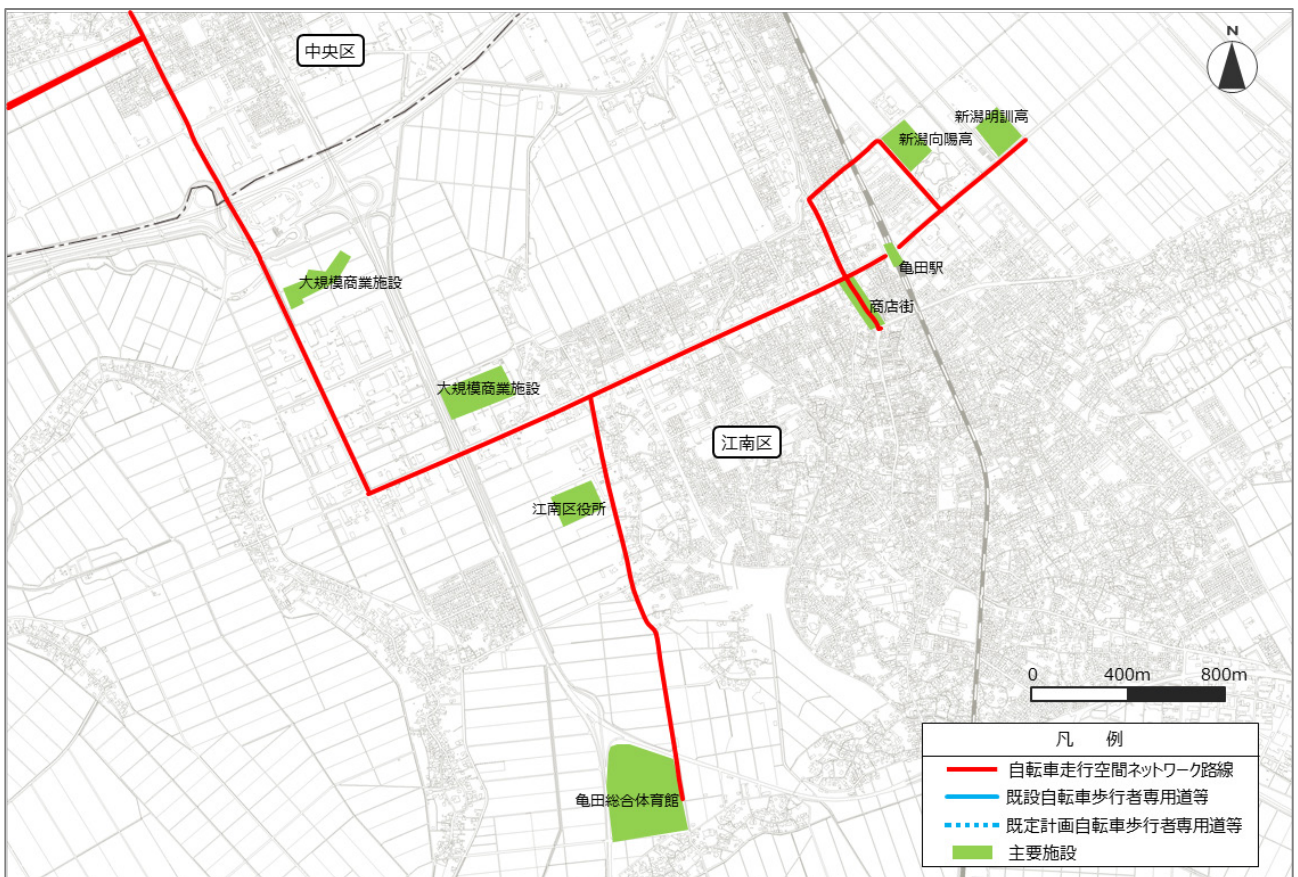 中央区
N
新潟明訓高
新潟向陽高
亀田駅
大規模商業施設
商店街
大規模商業施設
江南区
江南区役所
0 400m 800m
亀田総合体育館
凡 例
自転車走行空間ネットワーク路線
既設自転車歩行者専用道等
既定計画自転車歩行者専用道等
主要施設